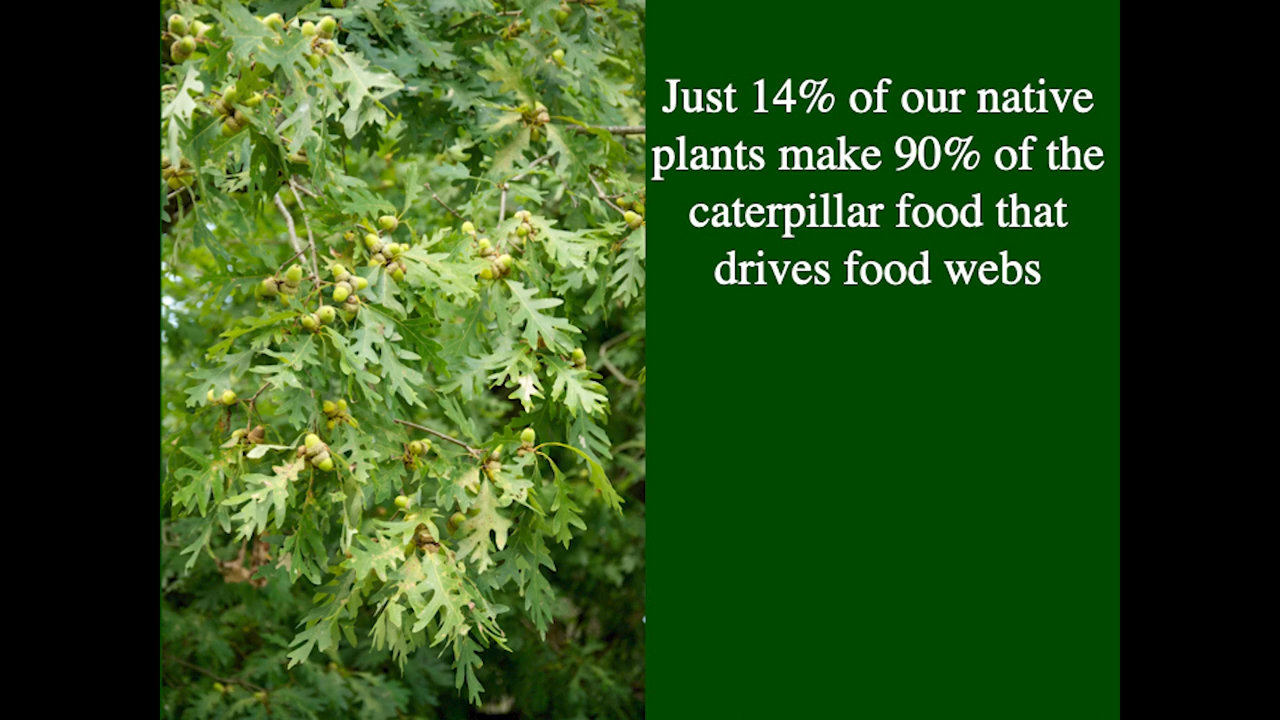 Just 14% of our native
plants make 90% of the
caterpillar food that
drives food webs